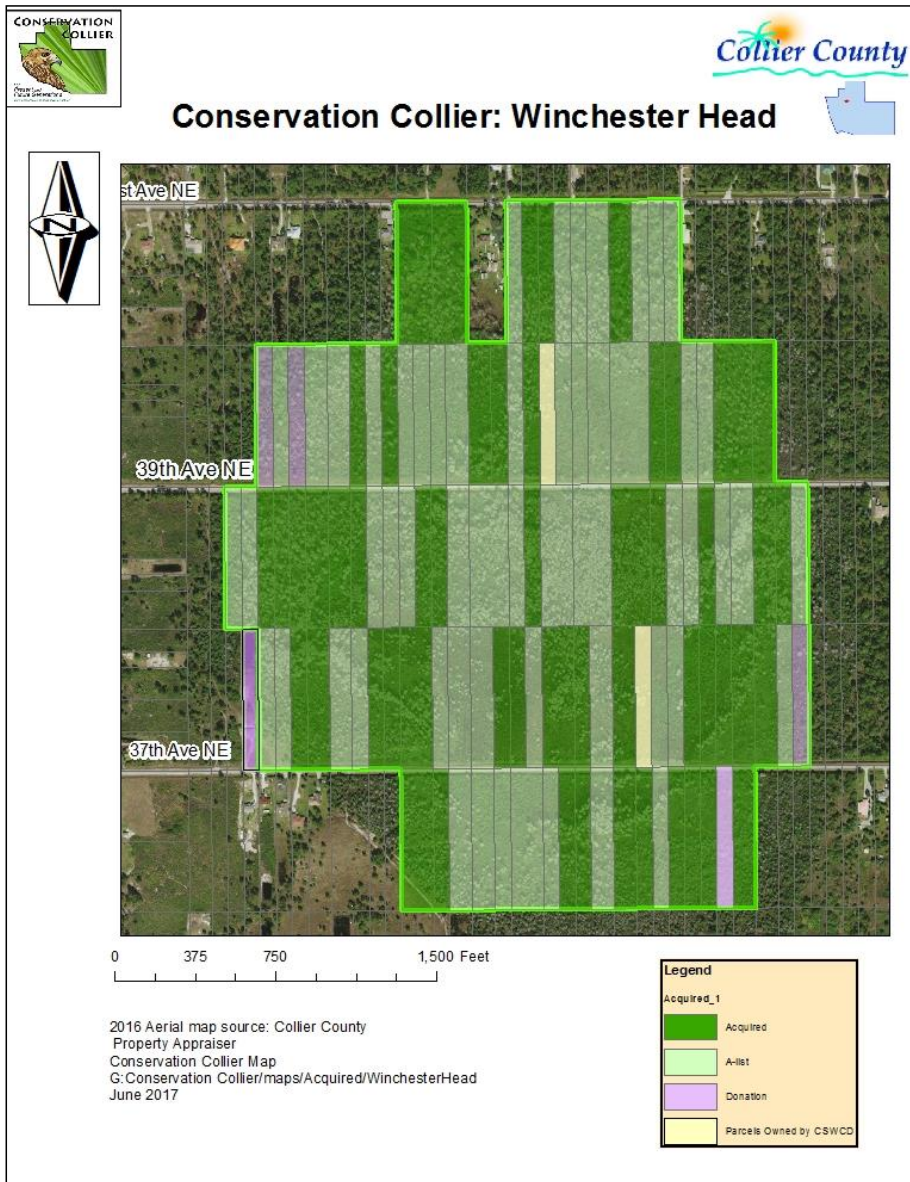 CONSERVATION
COLLIER
Collier County
Conservation Collier: Winchester Head
N
st Ave NE
39th Ave NE
37th Ave NE
0 375 750 1,500 Feet
2016 Aerial map source: Collier County
Property Appraiser
Conservation Collier Map
G:Conservation Collier/maps/Acquired/WinchesterHead
June 2017
Legend
Acquired_1
Acquired
A-list
Donation
Parcels Owned by CSWCD